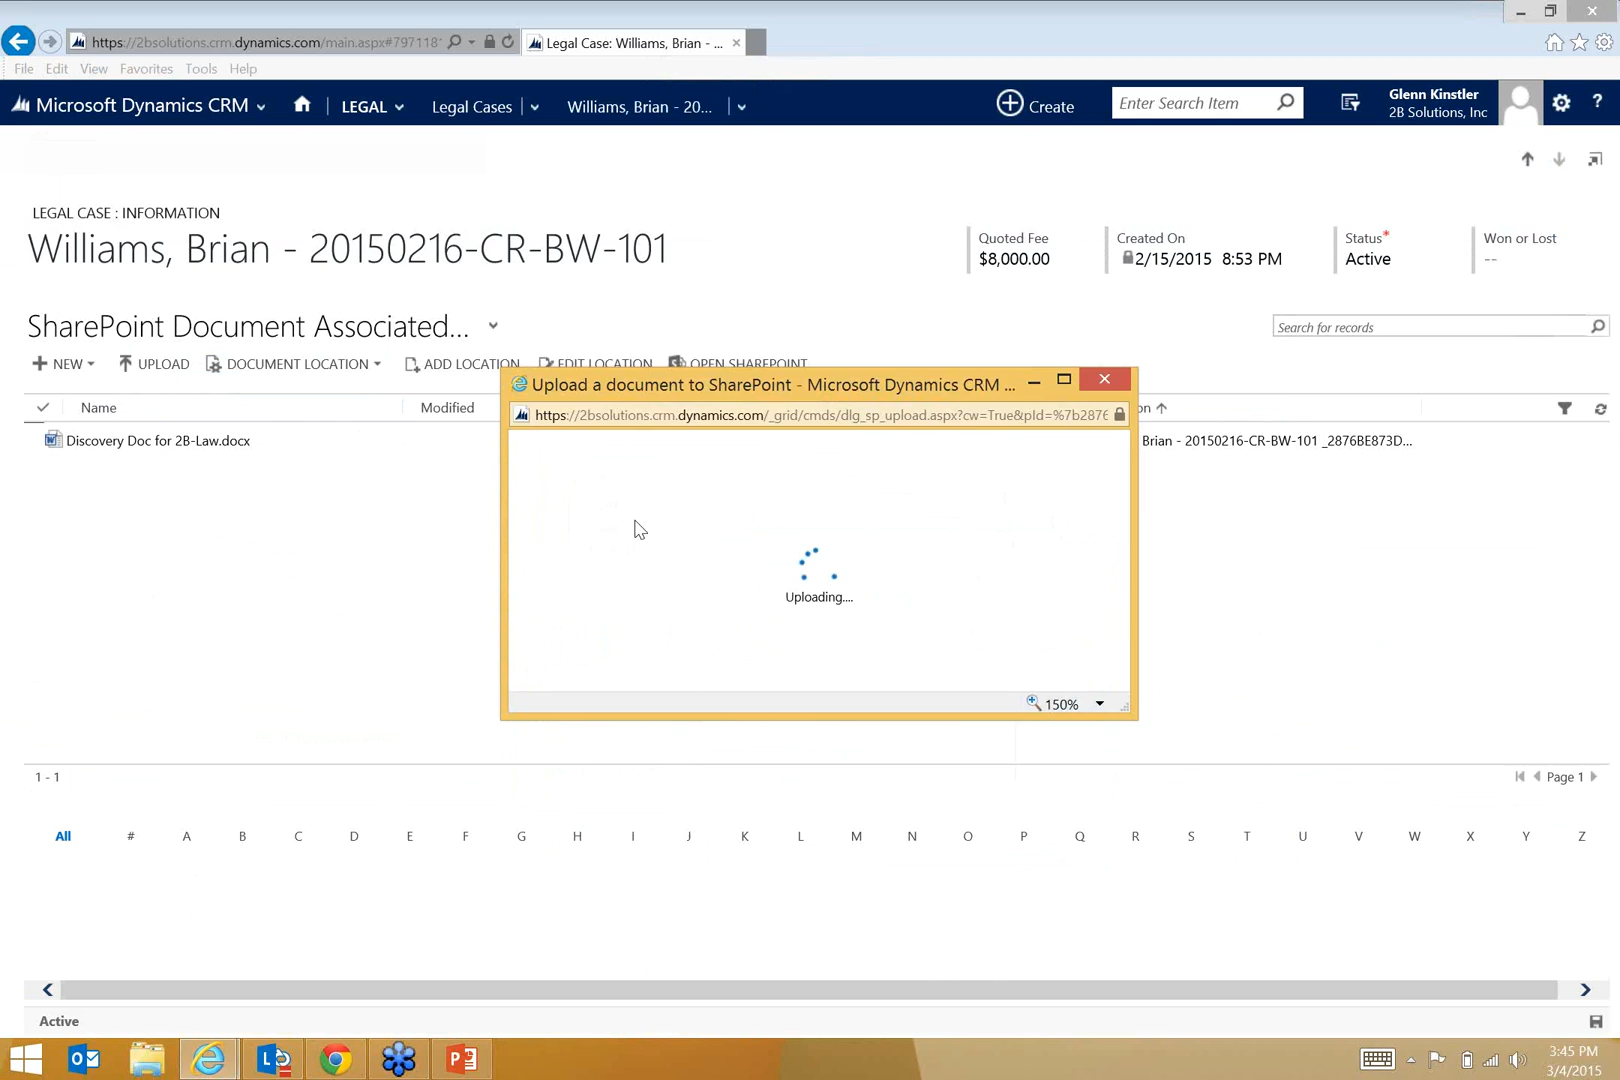 https://2bsolutions.crm.dynamics.com/main.aspx#797118
Legal Case: Williams, Brian - ...
File Edit View Favorites Tools Help
Microsoft Dynamics CRM LEGAL Legal Cases Williams, Brian - 20... Create Enter Search Item Glenn Kinstler
2B Solutions, Inc ?
LEGAL CASE : INFORMATION
Williams, Brian - 20150216-CR-BW-101
Quoted Fee
$8,000.00
Created On
2/15/2015 8:53 PM
Status*
Active
Won or Lost
--
SharePoint Document Associated...
Search for records
NEW UPLOAD DOCUMENT LOCATION ADD LOCATION EDIT LOCATION OPEN SHAREPOINT
Name Modified on
Discovery Doc for 2B-Law.docx Brian - 20150216-CR-BW-101 _2876BE873D...
Upload a document to SharePoint - Microsoft Dynamics CRM ...
https://2bsolutions.crm.dynamics.com/_grid/cmds/dlg_sp_upload.aspx?cw=True&pId=%7b2876
Uploading....
150%
1 - 1 Page 1
All # A B C D E F G H I J K L M N O P Q R S T U V W X Y Z
Active
3:45 PM
3/4/2015